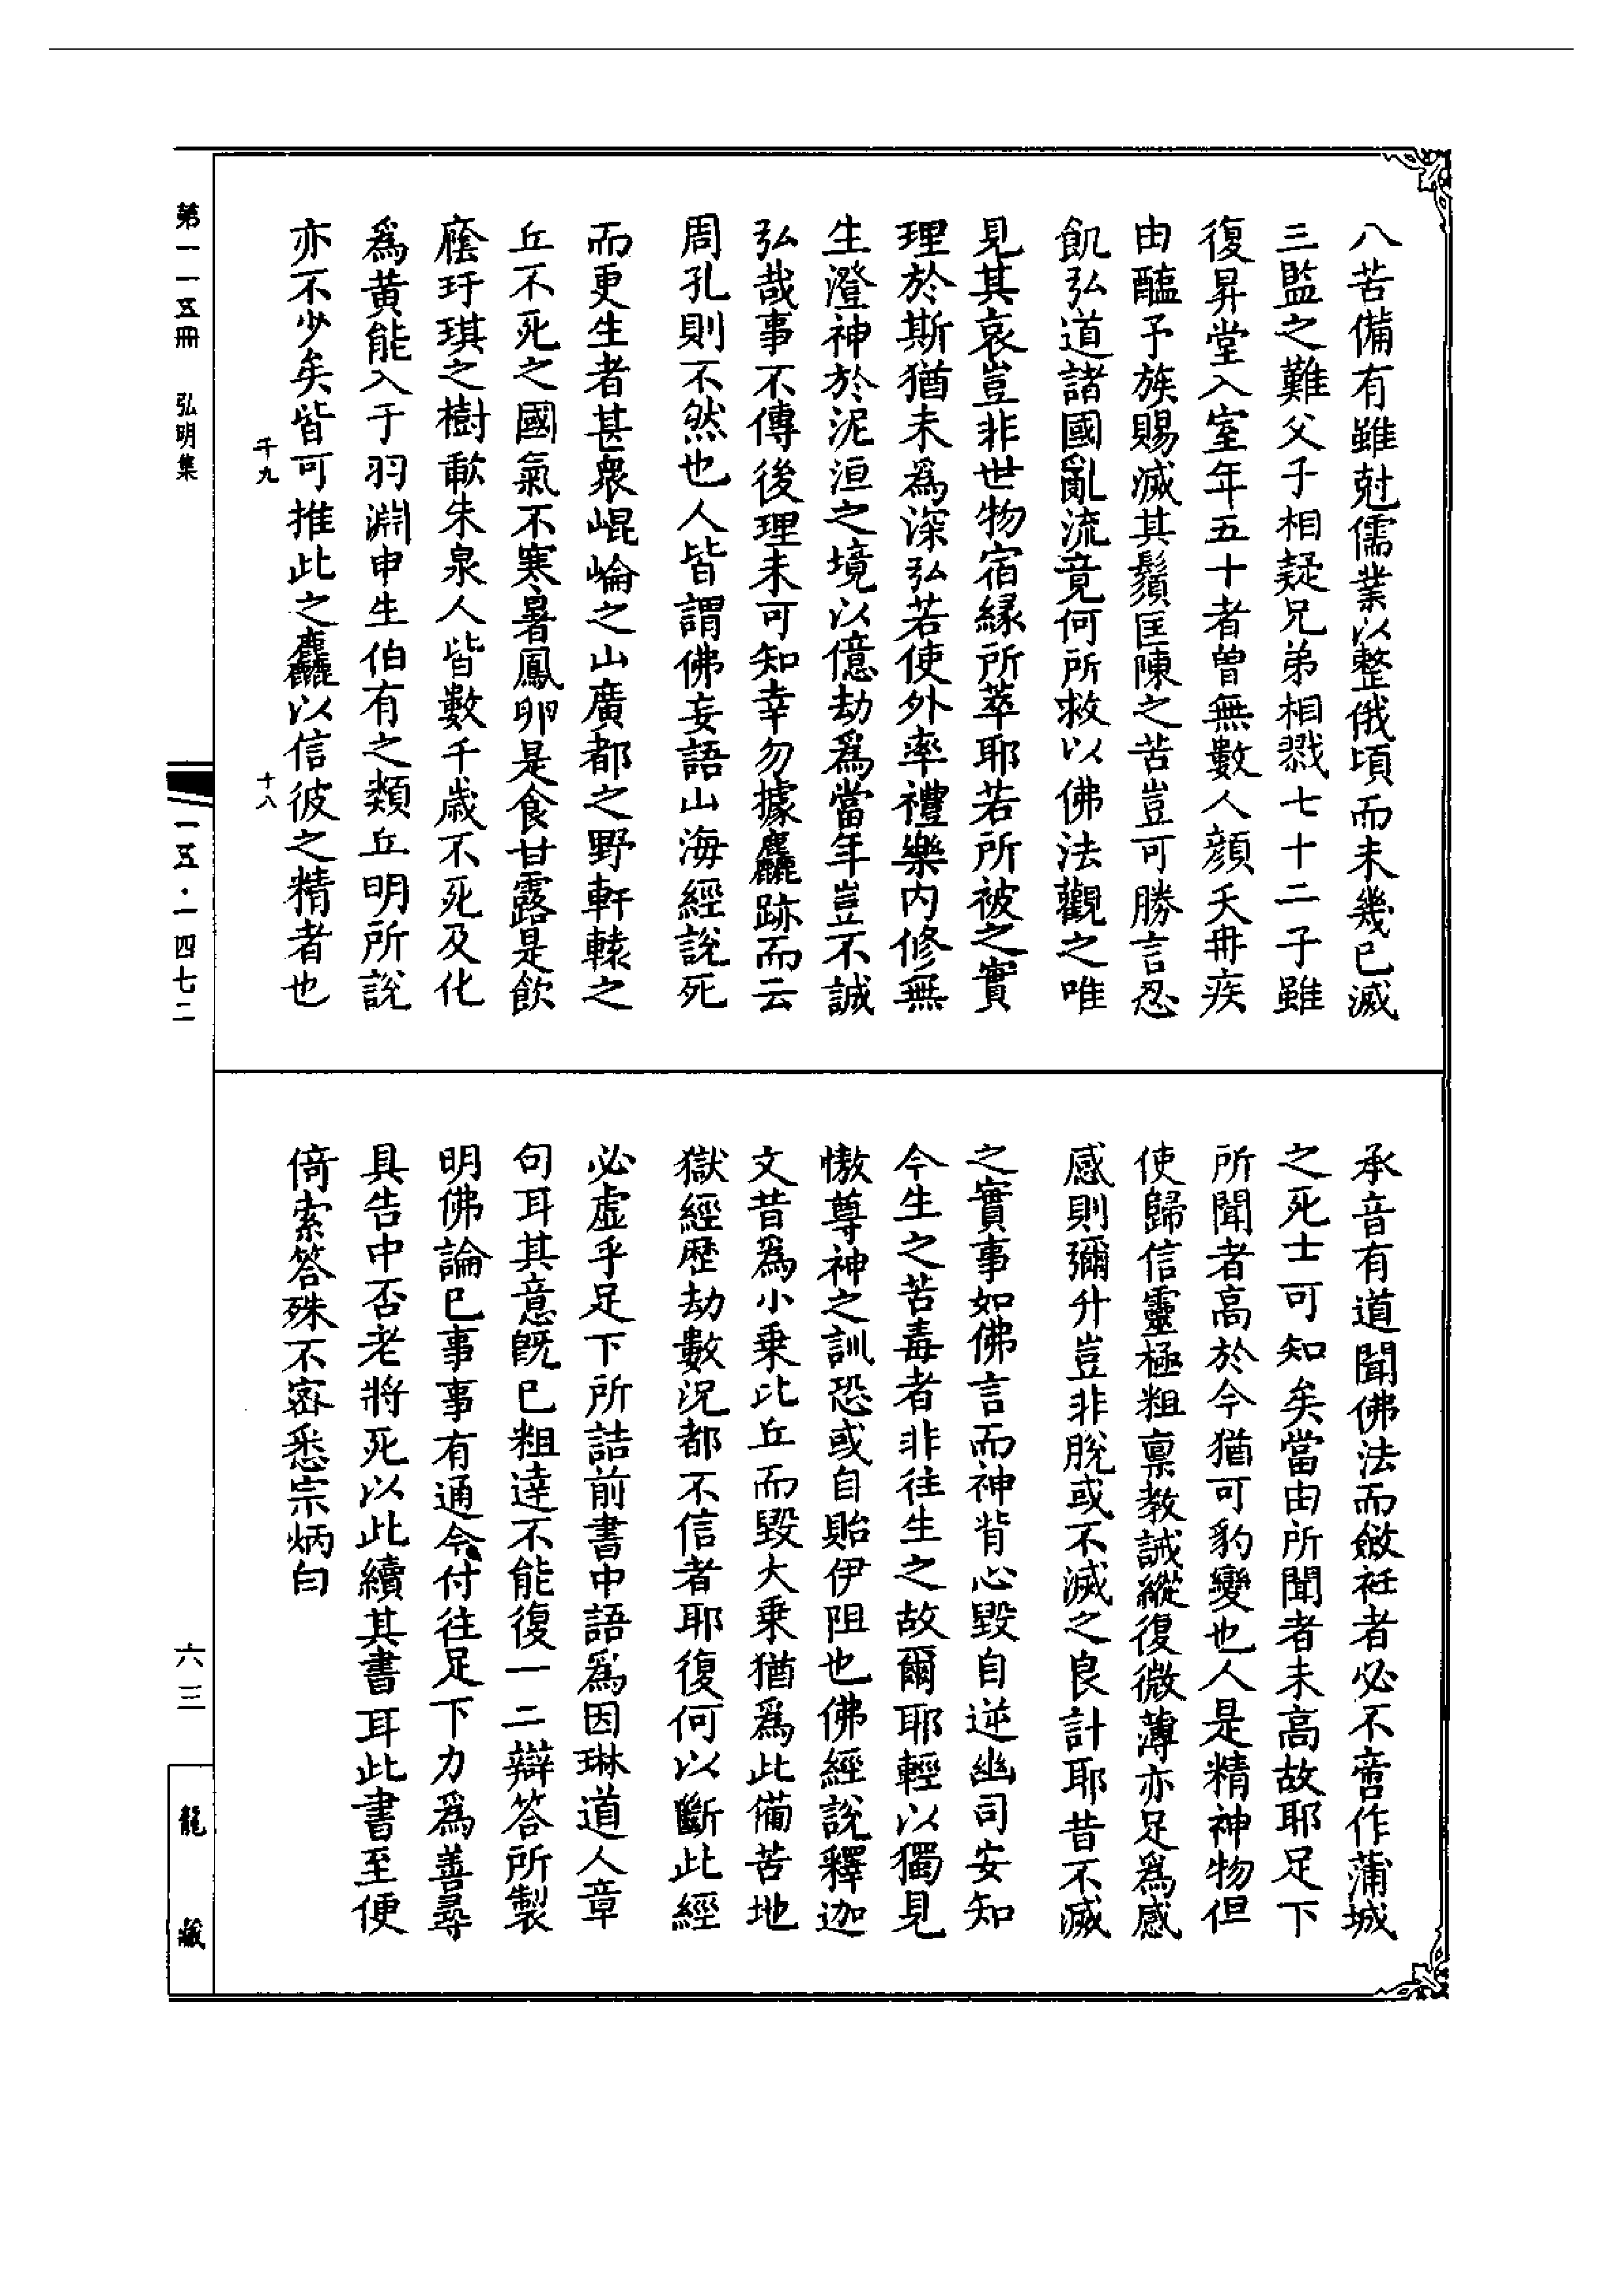 八苦備有雖尅儒業以整俄頃而未幾已滅
三監之難父子相疑兄弟相戮七十二子雖
復昇堂入室年五十者曾無數人顏夭冉疾
由醢予族賜滅其鬚匡陳之苦豈可勝言忍
飢弘道諸國亂流竟何所救以佛法觀之唯
見其哀豈非世物宿緣所萃耶若所被之實
理於斯猶未為深弘若使外率禮樂內修無
生澄神於泥洹之境以億劫為當年豈不誠
弘哉事不傳後理未可知幸勿據麤跡而云
周孔則不然也人皆謂佛妄語山海經說死
而更生者甚衆崐崘之山廣都之野軒轅之
丘不死之國氣不寒暑鳳卵是食甘露是飲
廕玗琪之樹歃朱泉人皆數千歲不死及化
為黃能入于羽淵申生伯有之類丘明所說
亦不少矣皆可推此之麤以信彼之精者也
承音有道聞佛法而斂衽者必不啻作蒲城
之死士可知矣當由所聞者未高故耶足下
所聞者高於今猶可豹變也人是精神物但
使歸信靈極粗稟教誡縱復微薄亦足為感
感則彌升豈非脫或不滅之良計耶昔不滅
之實事如佛言而神背心毀自逆幽司安知
今生之苦毒者非往生之故爾耶輕以獨見
慠尊神之訓恐或自貽伊阻也佛經說釋迦
文昔為小乘比丘而毀大乘猶為此備苦地
獄經歷劫數況都不信者耶復何以斷此經
必虛乎足下所詰前書中語為因琳道人章
句耳其意既已粗達不能復一二辯答所製
明佛論已事事有通今付往足下力為善尋
具告中否老將死以此續其書耳此書至便
倚索答殊不密悉宗炳白
第一一五冊 弘明集
千九
十八
一五·一四七二
六三
龍藏